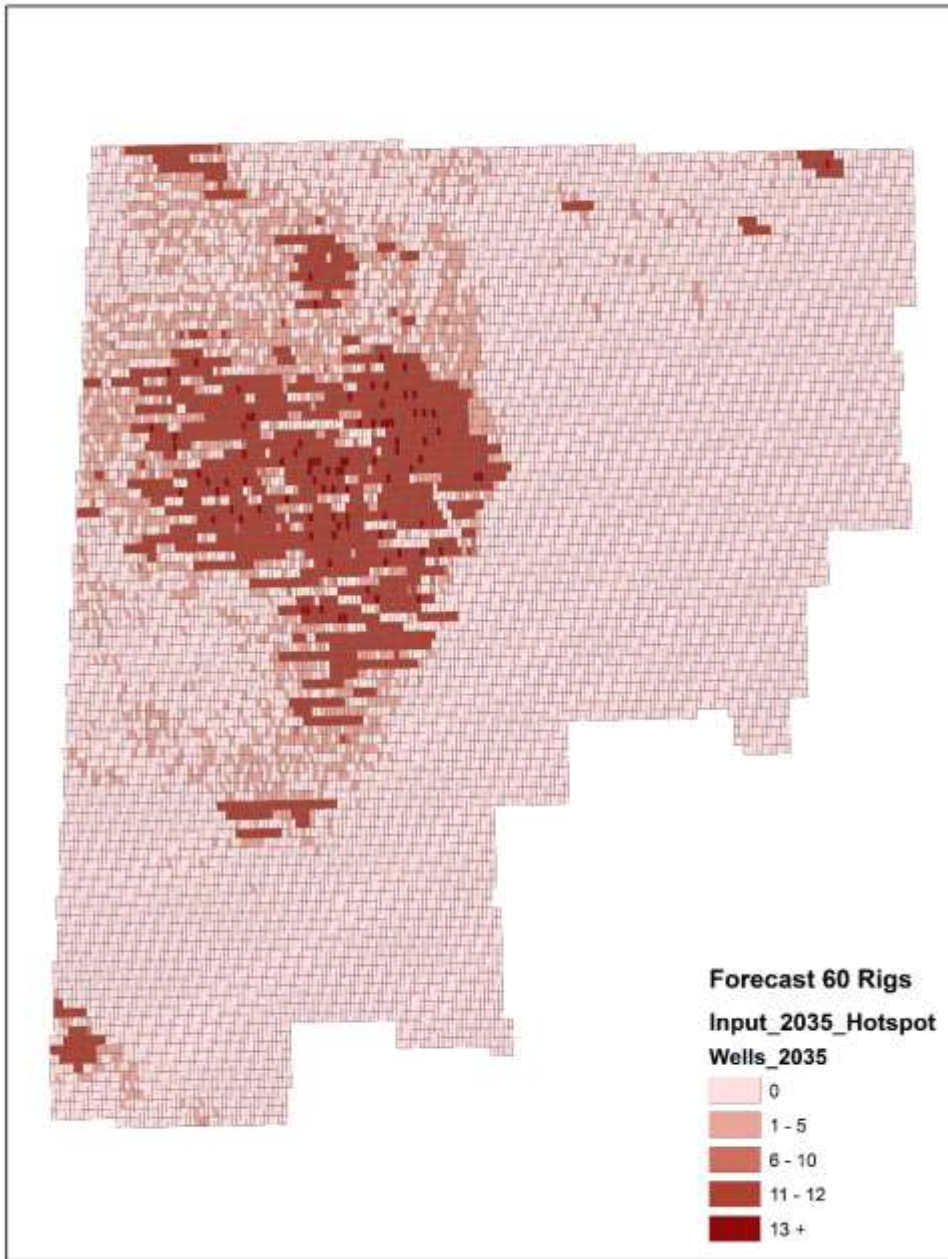 Forecast 60 Rigs
Input_2035_Hotspot
Wells_2035
0
1 - 5
6 - 10
11 - 12
13 +